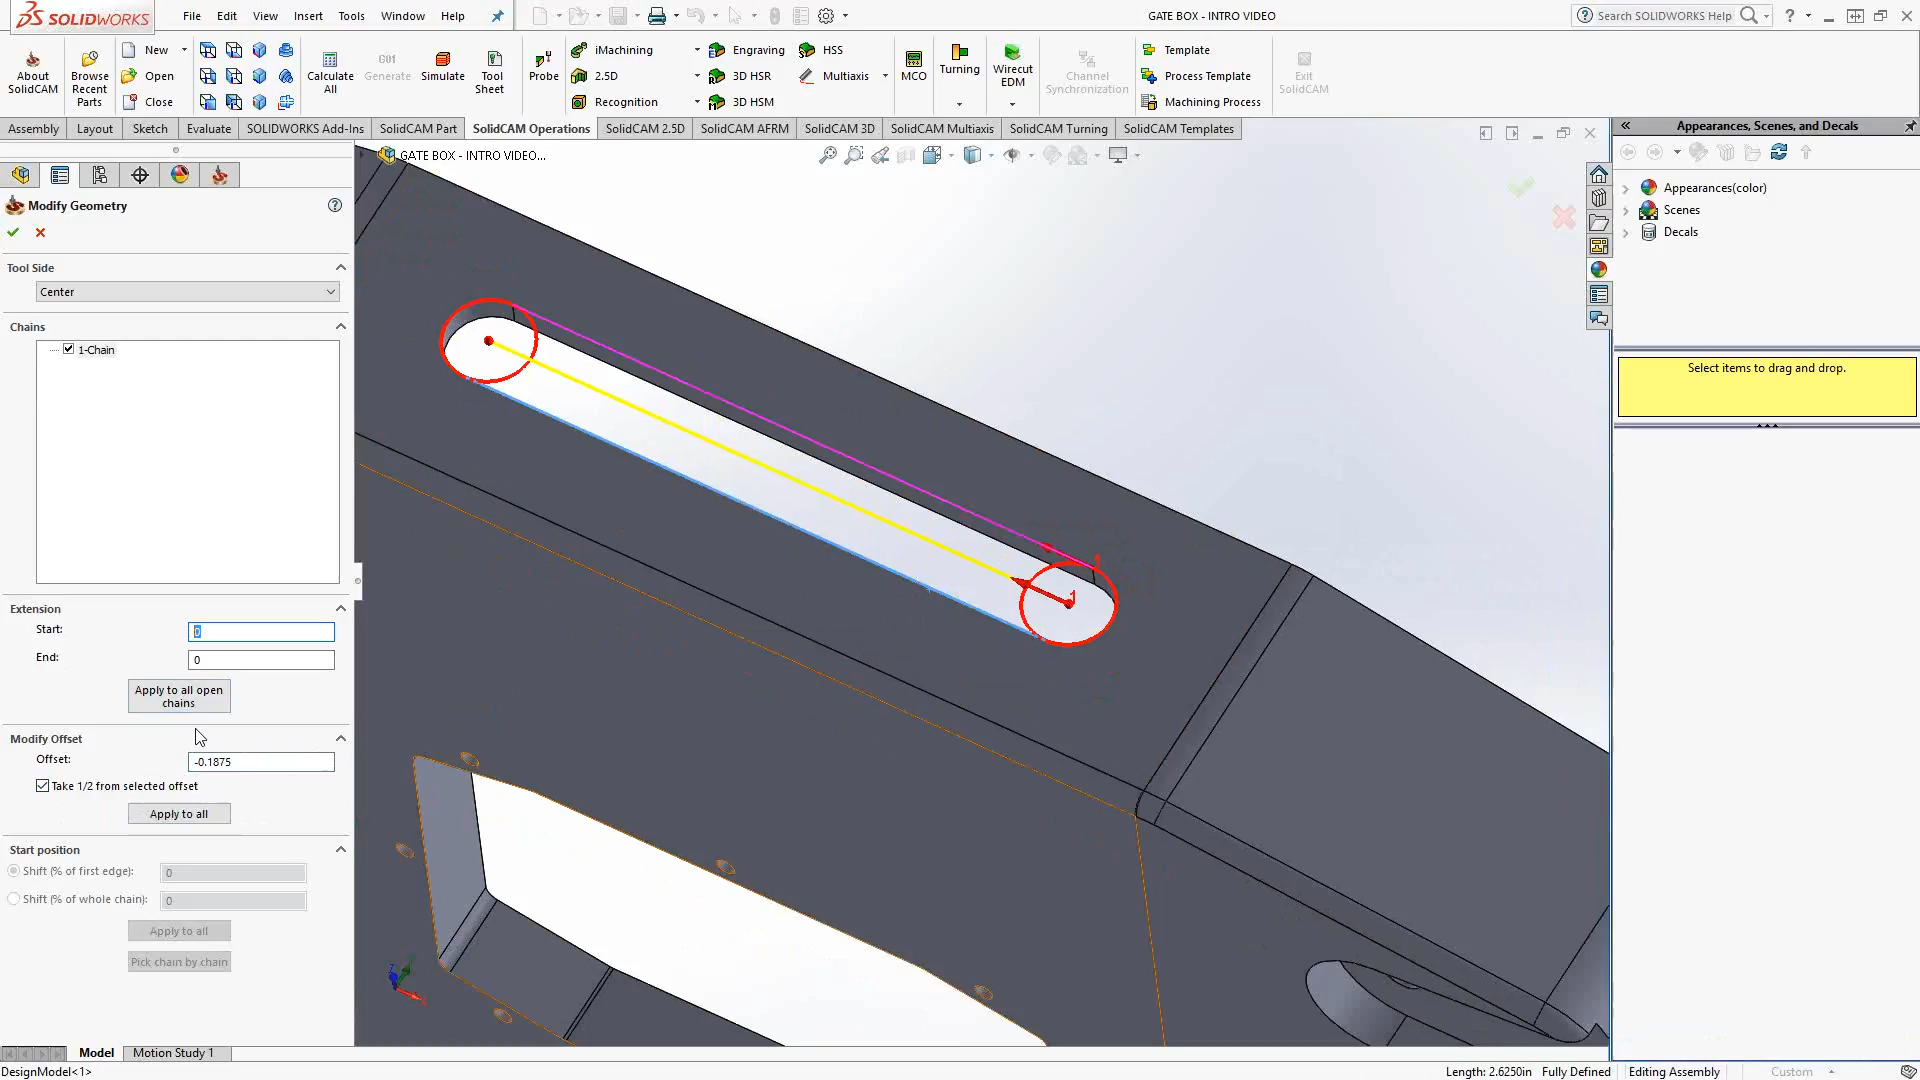 SOLIDWORKS
File Edit View Insert Tools Window Help
GATE BOX - INTRO VIDEO
Search SOLIDWORKS Help
About SolidCAM
Browse Recent Parts
New
Open
Close
Calculate All
G01
Generate
Simulate
Tool Sheet
Probe
iMachining
2.5D
Recognition
Engraving
3D HSR
3D HSM
HSS
Multiaxis
MCO
Turning
Wirecut EDM
Channel Synchronization
Template
Process Template
Machining Process
Exit SolidCAM
Assembly Layout Sketch Evaluate SOLIDWORKS Add-Ins SolidCAM Part SolidCAM Operations SolidCAM 2.5D SolidCAM AFRM SolidCAM 3D SolidCAM Multiaxis SolidCAM Turning SolidCAM Templates
Appearances, Scenes, and Decals
GATE BOX - INTRO VIDEO...
Appearances(color)
Scenes
Decals
Select items to drag and drop.
Modify Geometry
Tool Side
Center
Chains
1-Chain
Extension
Start: 0
End: 0
Apply to all open
chains
Modify Offset
Offset: -0.1875
Take 1/2 from selected offset
Apply to all
Start position
Shift (% of first edge): 0
Shift (% of whole chain): 0
Apply to all
Pick chain by chain
1
Model Motion Study 1
DesignModel<1>
Length: 2.6250in Fully Defined Editing Assembly Custom